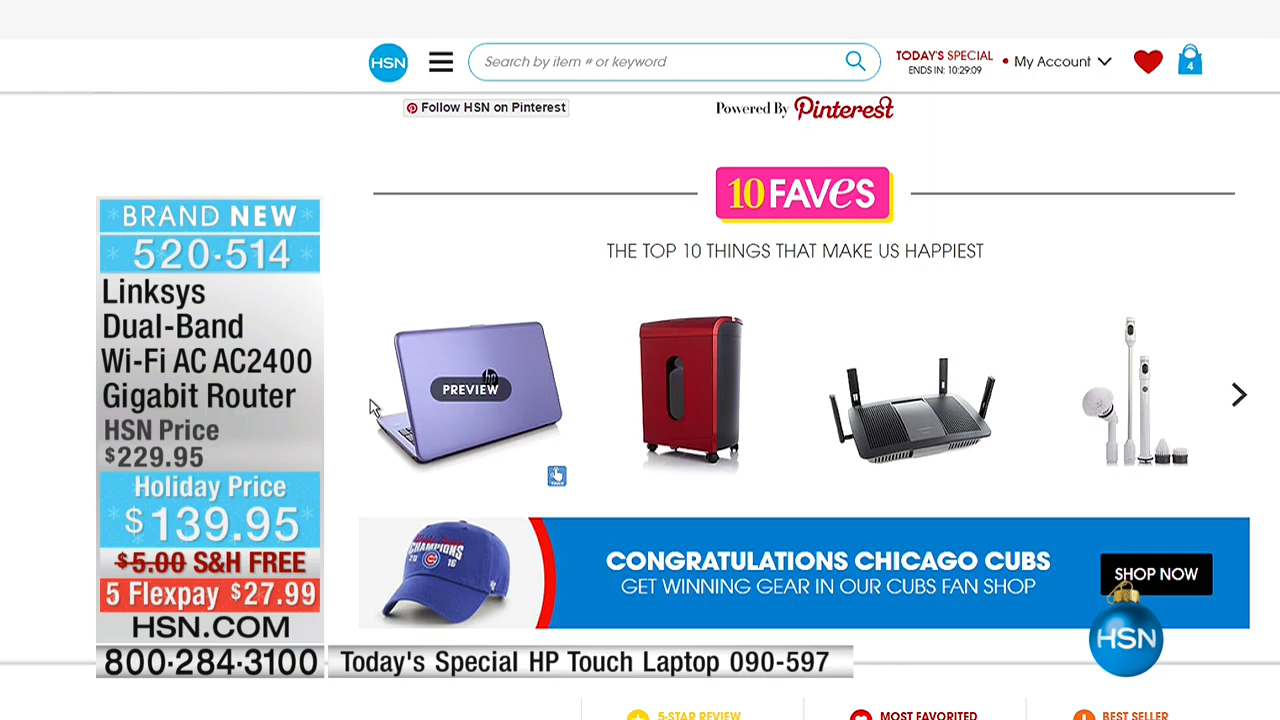 HSN
Search by item # or keyword
TODAY'S SPECIAL
ENDS IN: 10:29:09
My Account
4
Follow HSN on Pinterest
Powered By Pinterest
10 FAVES
THE TOP 10 THINGS THAT MAKE US HAPPIEST
BRAND NEW
520·514
Linksys
Dual-Band
Wi-Fi AC AC2400
Gigabit Router
HSN Price
$229.95
Holiday Price
$139.95
$5.00 S&H FREE
5 Flexpay $27.99
HSN.COM
800·284·3100
Today's Special HP Touch Laptop 090-597
hp
PREVIEW
CHAMPIONS
20 16
CONGRATULATIONS CHICAGO CUBS
GET WINNING GEAR IN OUR CUBS FAN SHOP
SHOP NOW
HSN
5-STAR REVIEW
MOST FAVORITED
BEST SELLER